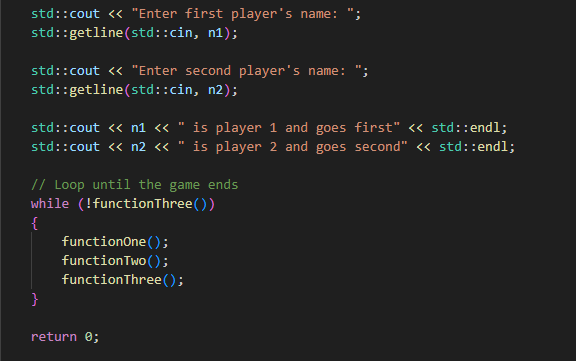 std::cout << "Enter first player's name: ";
std::getline(std::cin, n1);
std::cout << "Enter second player's name: ";
std::getline(std::cin, n2);
std::cout << n1 << " is player 1 and goes first" << std::endl;
std::cout << n2 << " is player 2 and goes second" << std::endl;
// Loop until the game ends
while (!functionThree())
{
    functionOne();
    functionTwo();
    functionThree();
}
return 0;